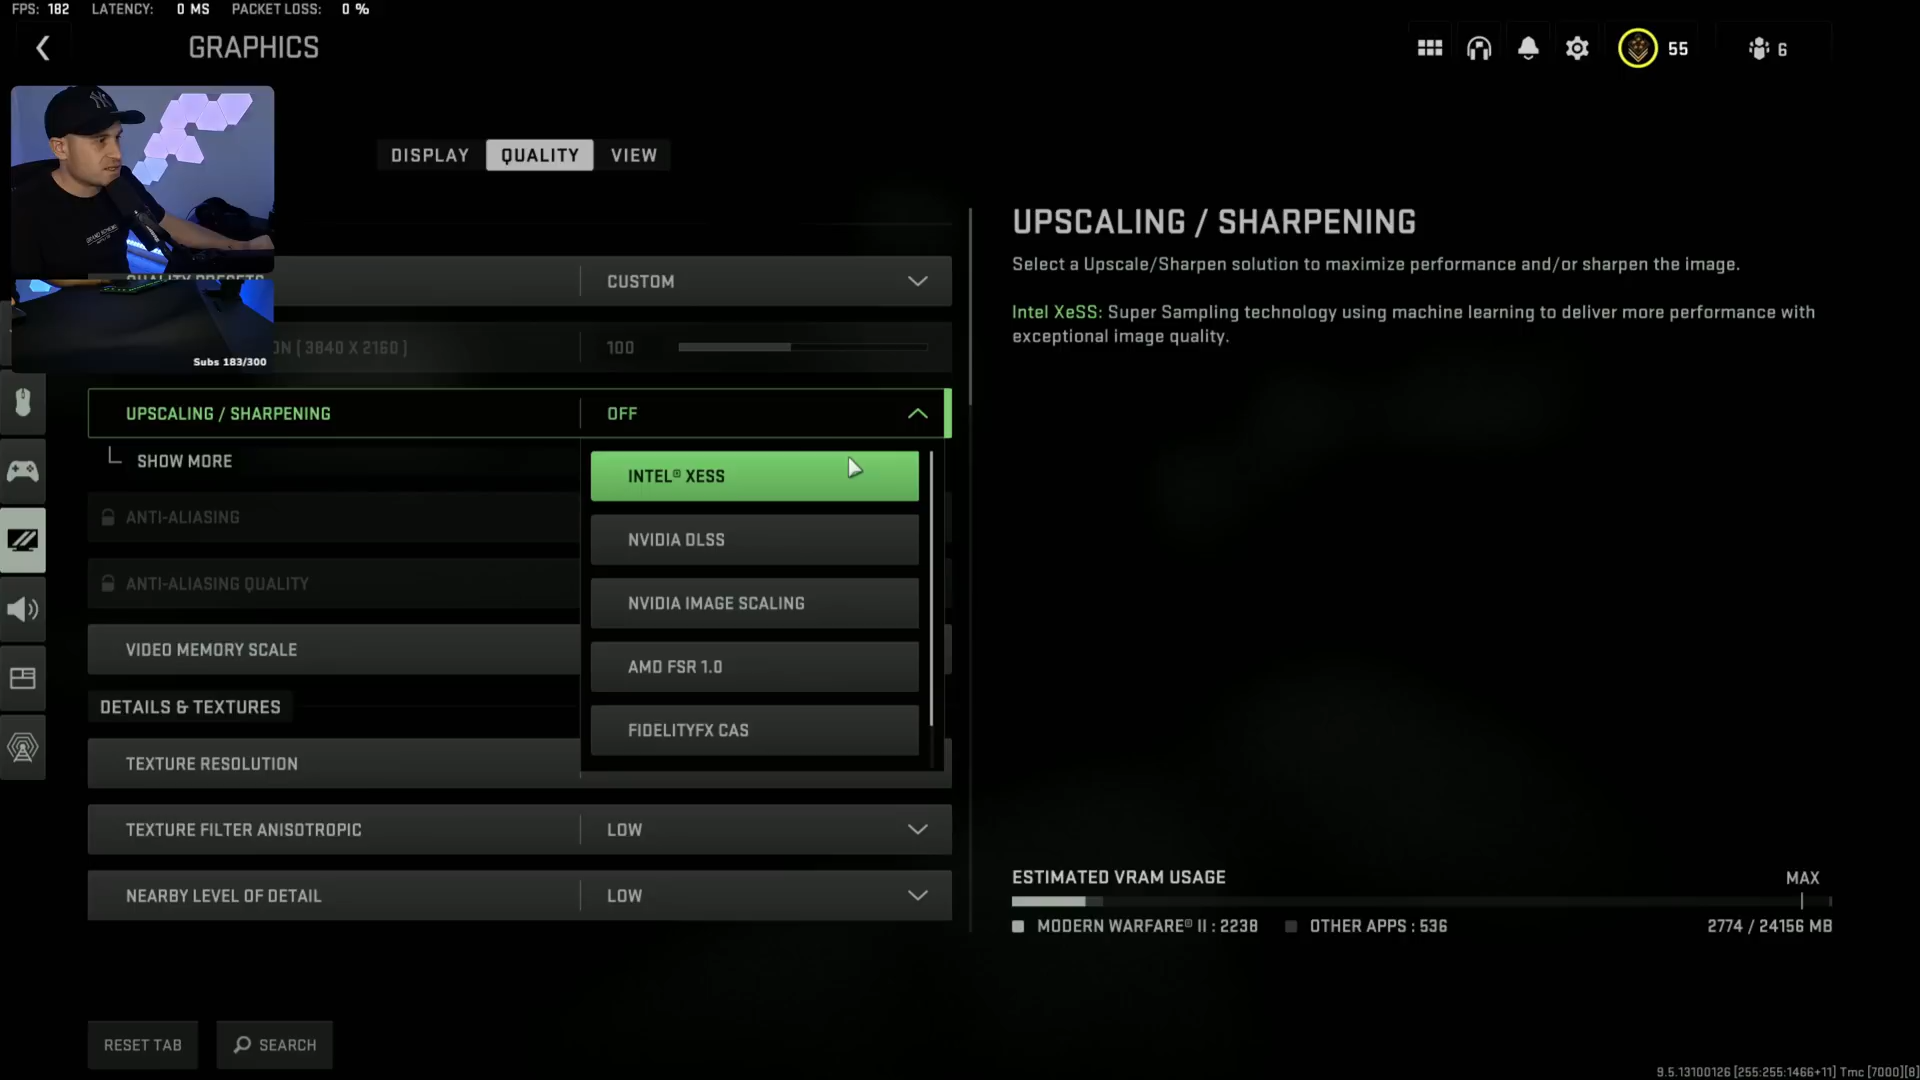 FPS: 182 LATENCY: 0 MS PACKET LOSS: 0 %
GRAPHICS
55
6
DISPLAY QUALITY VIEW
QUALITY PRESETS CUSTOM
[ 3840 X 2160 ] 100
Subs 183/300
UPSCALING / SHARPENING OFF
SHOW MORE
INTEL® XESS
ANTI-ALIASING
NVIDIA DLSS
ANTI-ALIASING QUALITY
NVIDIA IMAGE SCALING
VIDEO MEMORY SCALE
AMD FSR 1.0
DETAILS & TEXTURES
FIDELITYFX CAS
TEXTURE RESOLUTION
TEXTURE FILTER ANISOTROPIC LOW
NEARBY LEVEL OF DETAIL LOW
RESET TAB SEARCH
UPSCALING / SHARPENING
Select a Upscale/Sharpen solution to maximize performance and/or sharpen the image.
Intel XeSS: Super Sampling technology using machine learning to deliver more performance with
exceptional image quality.
ESTIMATED VRAM USAGE MAX
MODERN WARFARE® II : 2238 OTHER APPS : 536 2774 / 24156 MB
9.5.13100126 [255:255:1466+11] Tmc [7000][8]